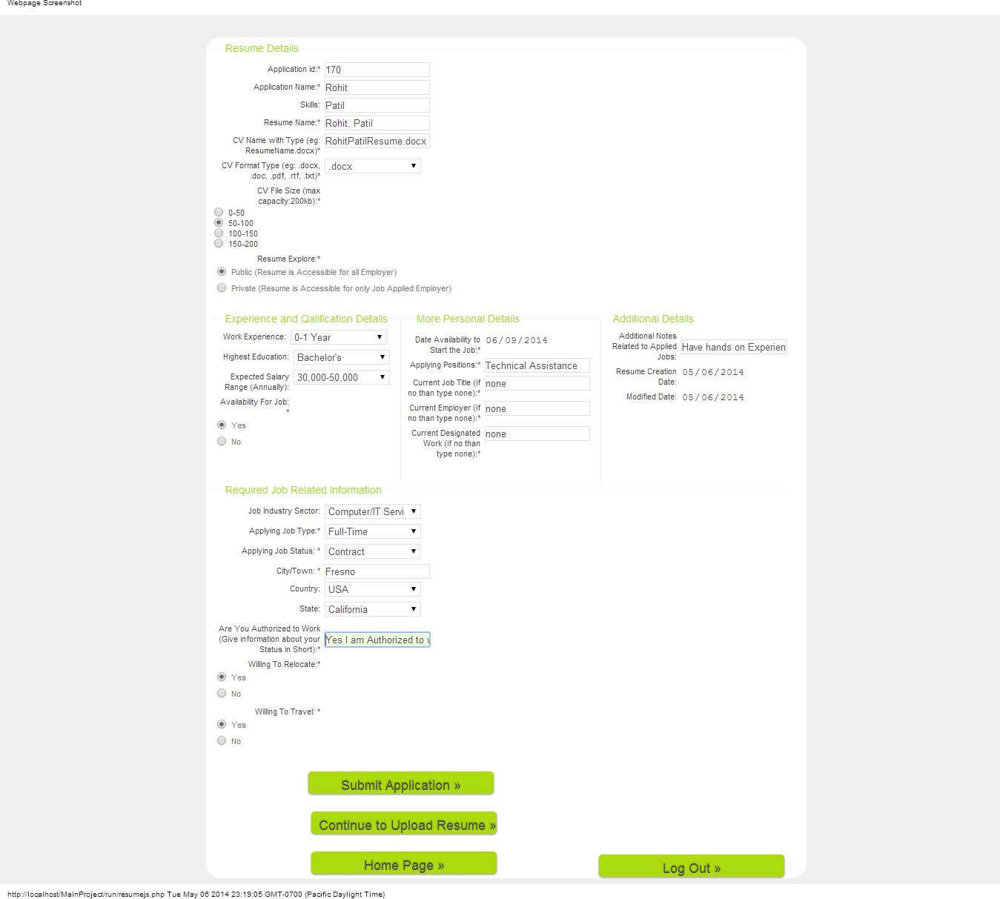 Webpage Screenshot
Resume Details
Application id:* 170
Application Name:* Rohit
Skills: Patil
Resume Name:* Rohit. Patil
CV Name with Type (eg: ResumeName.docx)* RohitPatilResume.docx
CV Format Type (eg: .docx, .doc, .pdf, .rtf, .txt)* .docx
CV File Size (max capacity:200kb):*
0-50
50-100
100-150
150-200
Resume Explore:*
Public (Resume is Accessible for all Employer)
Private (Resume is Accessible for only Job Applied Employer)
Experience and Qalification Details
Work Experience: 0-1 Year
Highest Education: Bachelor's
Expected Salary Range (Annually): 30,000-50,000
Availability For Job: *
Yes
No
More Personal Details
Date Availability to Start the Job:* 06/09/2014
Applying Positions:* Technical Assistance
Current Job Title (if no than type none):* none
Current Employer (if no than type none):* none
Current Designated Work (if no than type none):* none
Additional Details
Additional Notes Related to Applied Jobs: Have hands on Experien
Resume Creation Date: 05/06/2014
Modified Date: 05/06/2014
Required Job Related Information
Job Industry Sector: Computer/IT Servi
Applying Job Type:* Full-Time
Applying Job Status: * Contract
City/Town: * Fresno
Country: USA
State: California
Are You Authorized to Work (Give information about your Status in Short):* Yes I am Authorized to w
Willing To Relocate:*
Yes
No
Willing To Travel: *
Yes
No
Submit Application »
Continue to Upload Resume »
Home Page »
Log Out »
http://localhost/MainProject/run/resumejs.php Tue May 06 2014 23:19:05 GMT-0700 (Pacific Daylight Time)